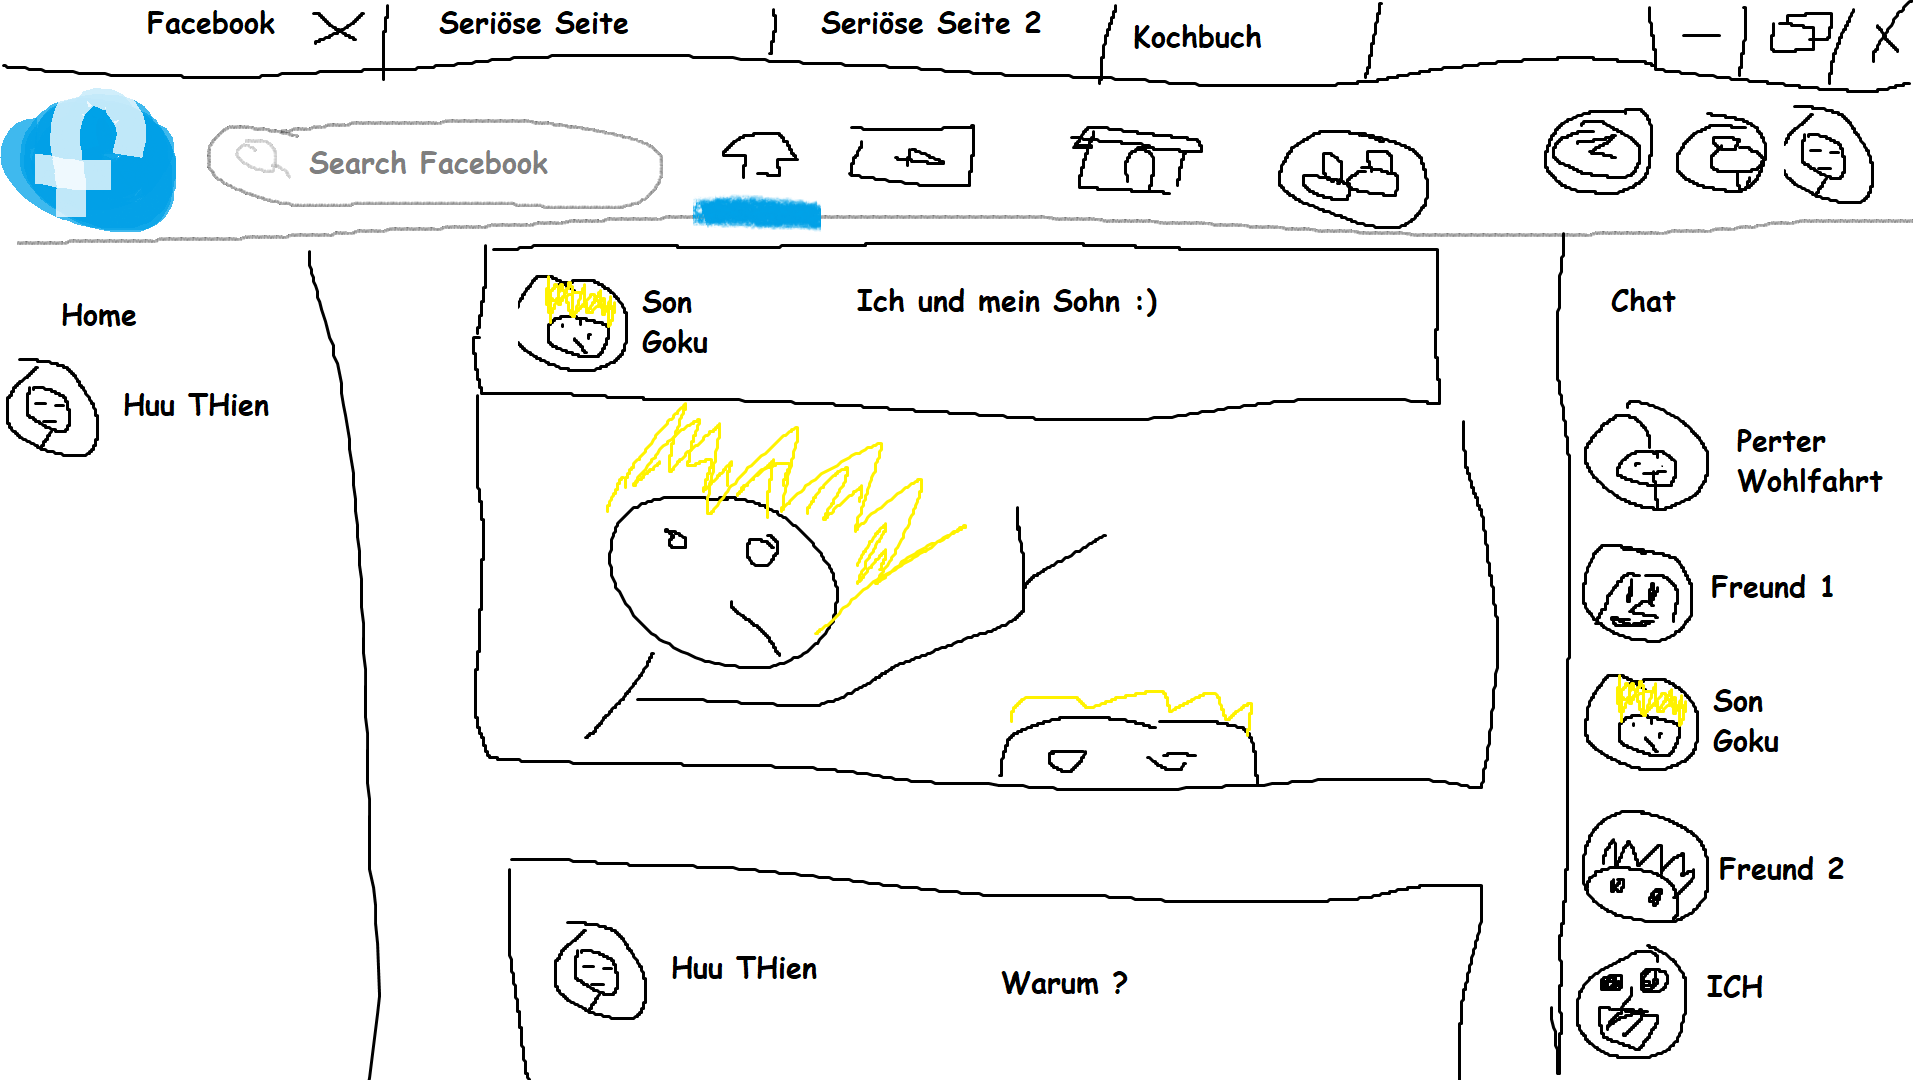 Facebook
Seriöse Seite
Seriöse Seite 2
Kochbuch
Search Facebook
Home
Huu THien
Son
Goku
Ich und mein Sohn :)
Chat
Perter
Wohlfahrt
Freund 1
Son
Goku
Freund 2
ICH
Huu THien
Warum ?